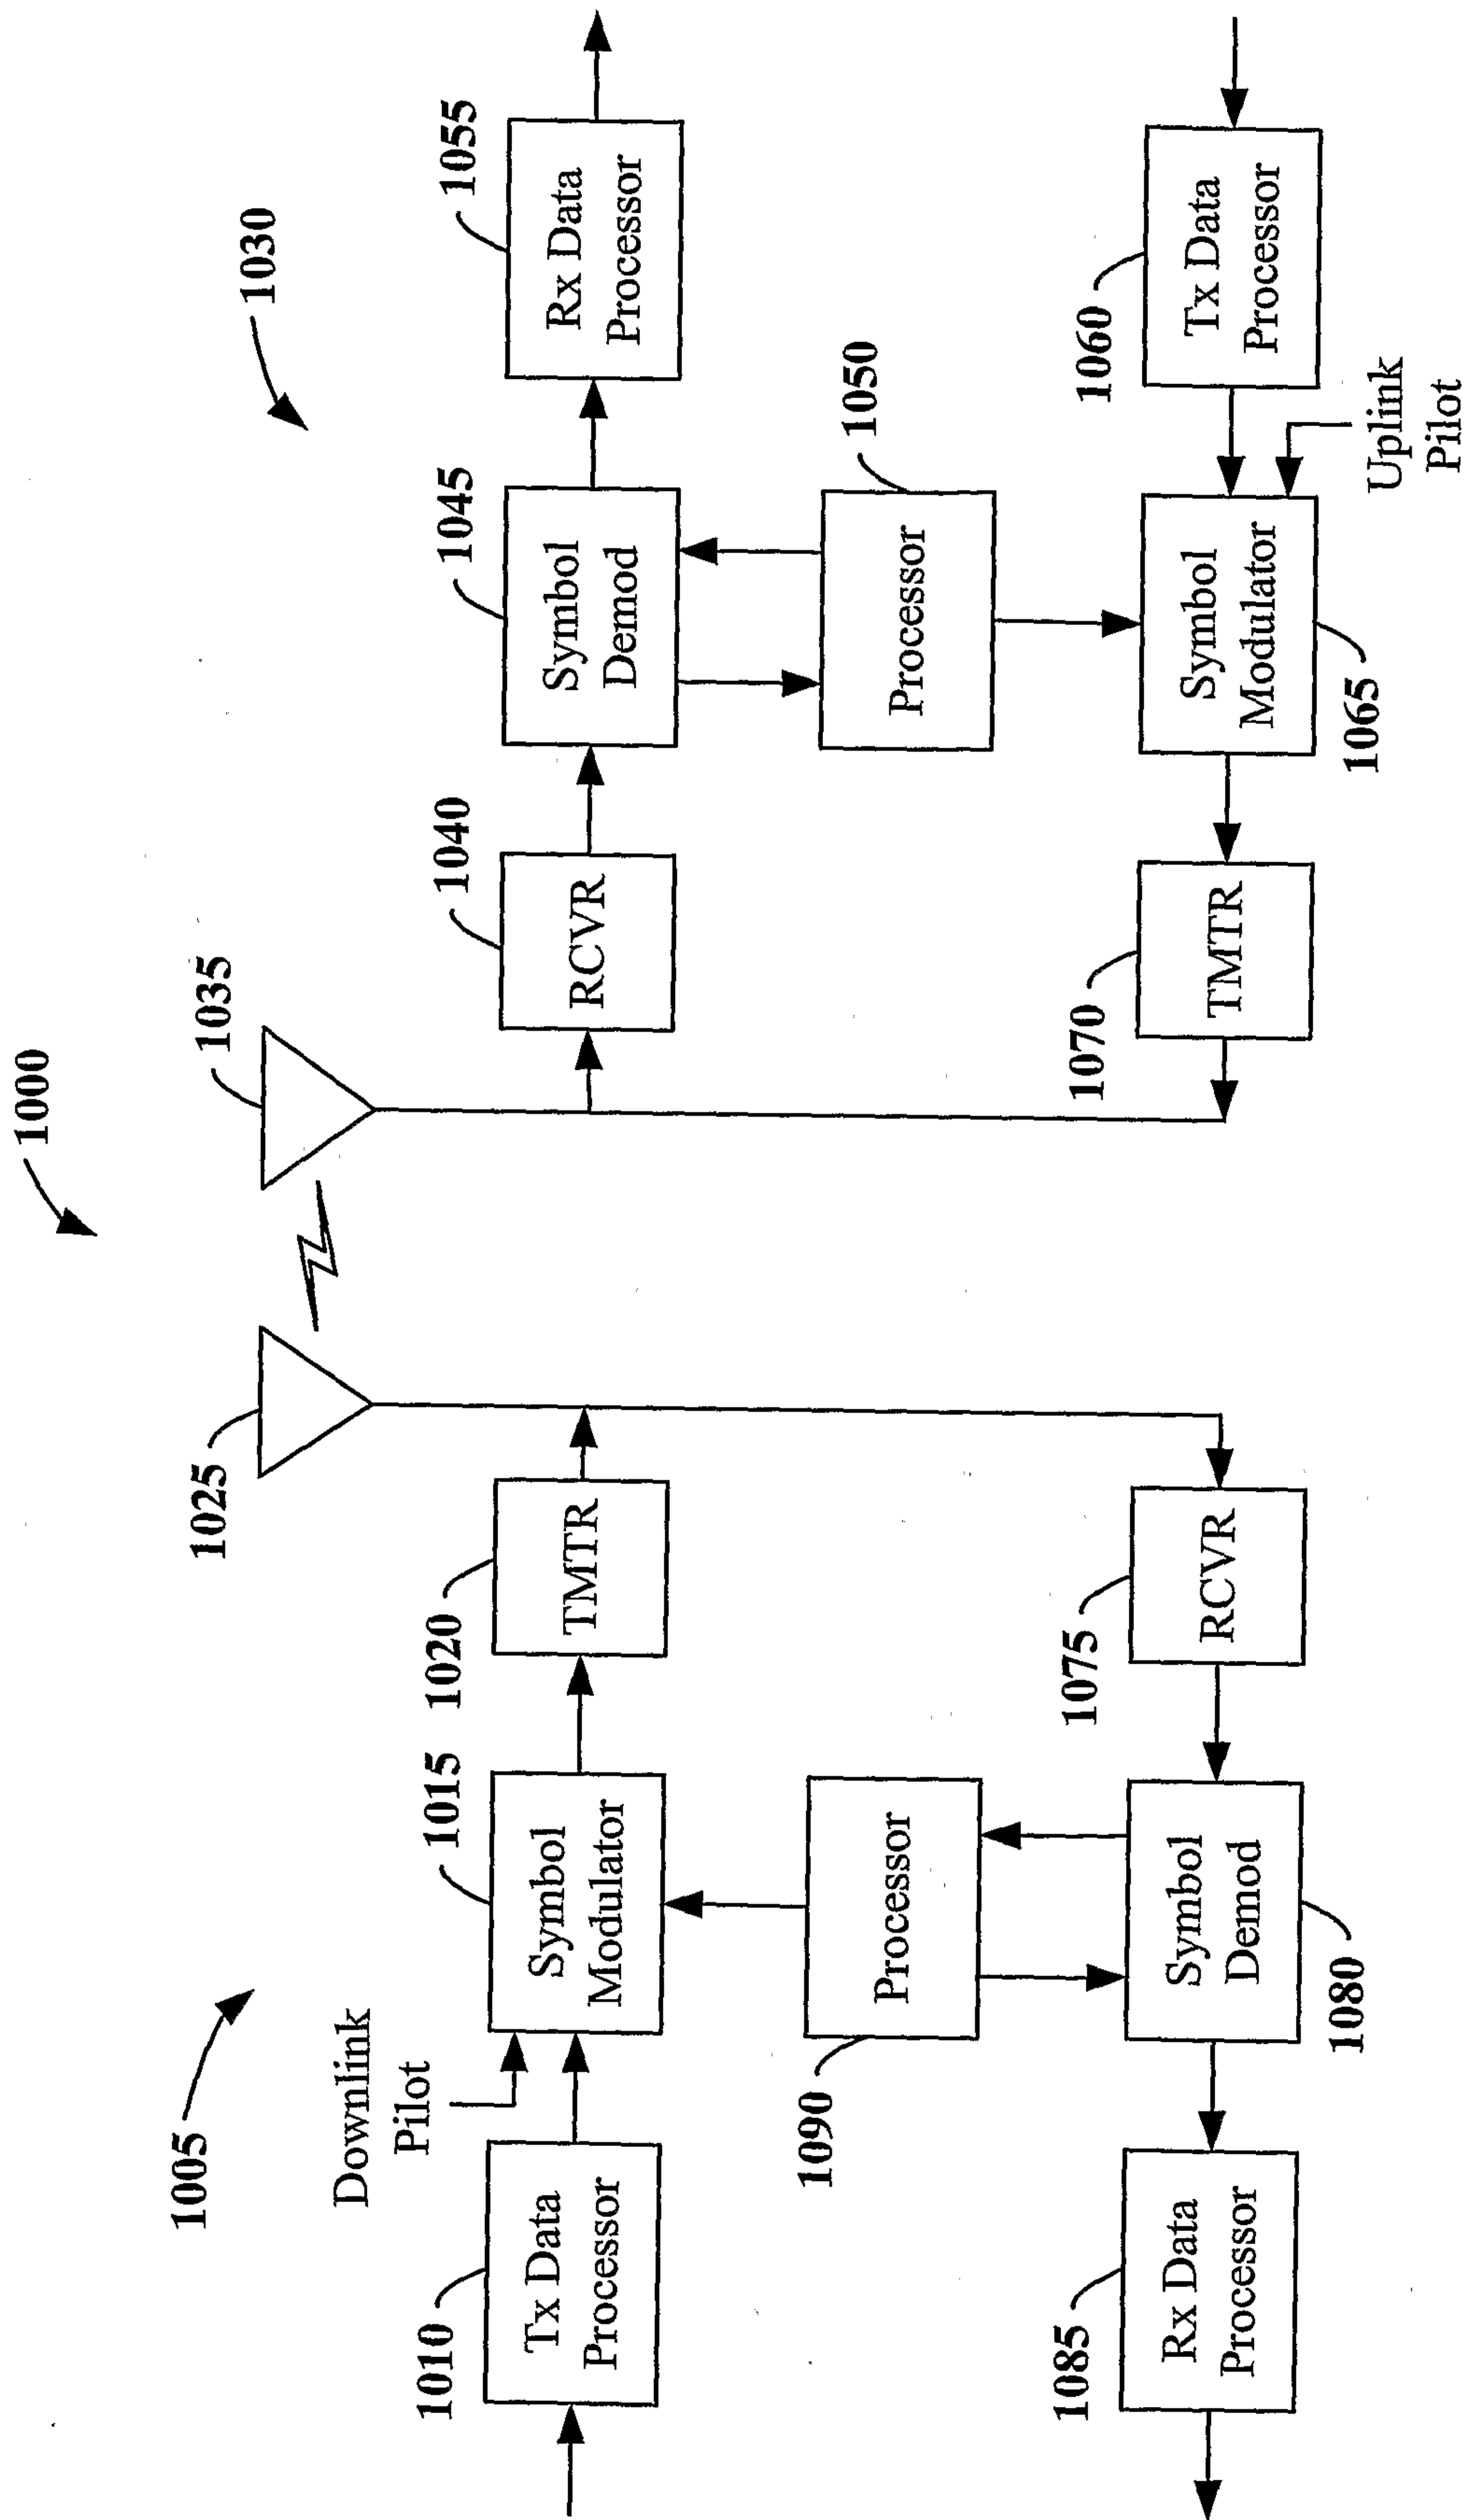 1000
1005
1025
1035
1030
Downlink
Pilot
1010
Tx Data
Processor
1015
Symbol
Modulator
1020
TMTR
1040
RCVR
1045
Symbol
Demod
1055
Rx Data
Processor
1090
Processor
Processor
1050
1085
Rx Data
Processor
Symbol
Demod
1080
1075
RCVR
1070
TMTR
Symbol
Modulator
1065
1060
Tx Data
Processor
Uplink
Pilot